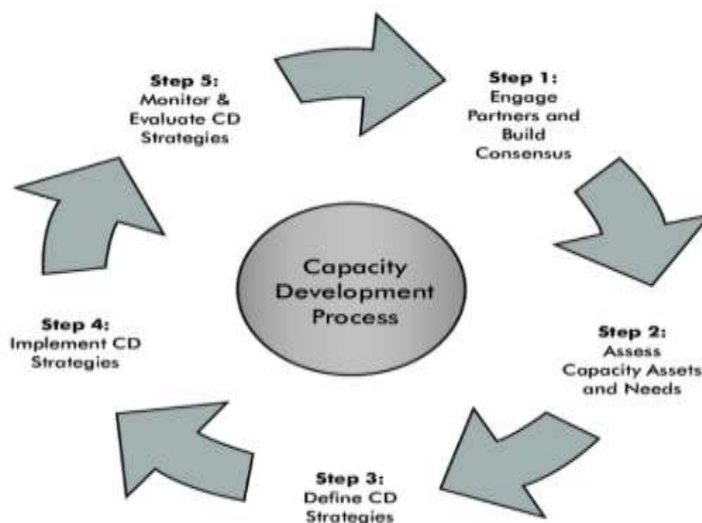 Step 1:
Engage
Partners and
Build
Consensus
Step 2:
Assess
Capacity Assets
and Needs
Step 3:
Define CD
Strategies
Step 4:
Implement CD
Strategies
Step 5:
Monitor &
Evaluate CD
Strategies
Capacity
Development
Process